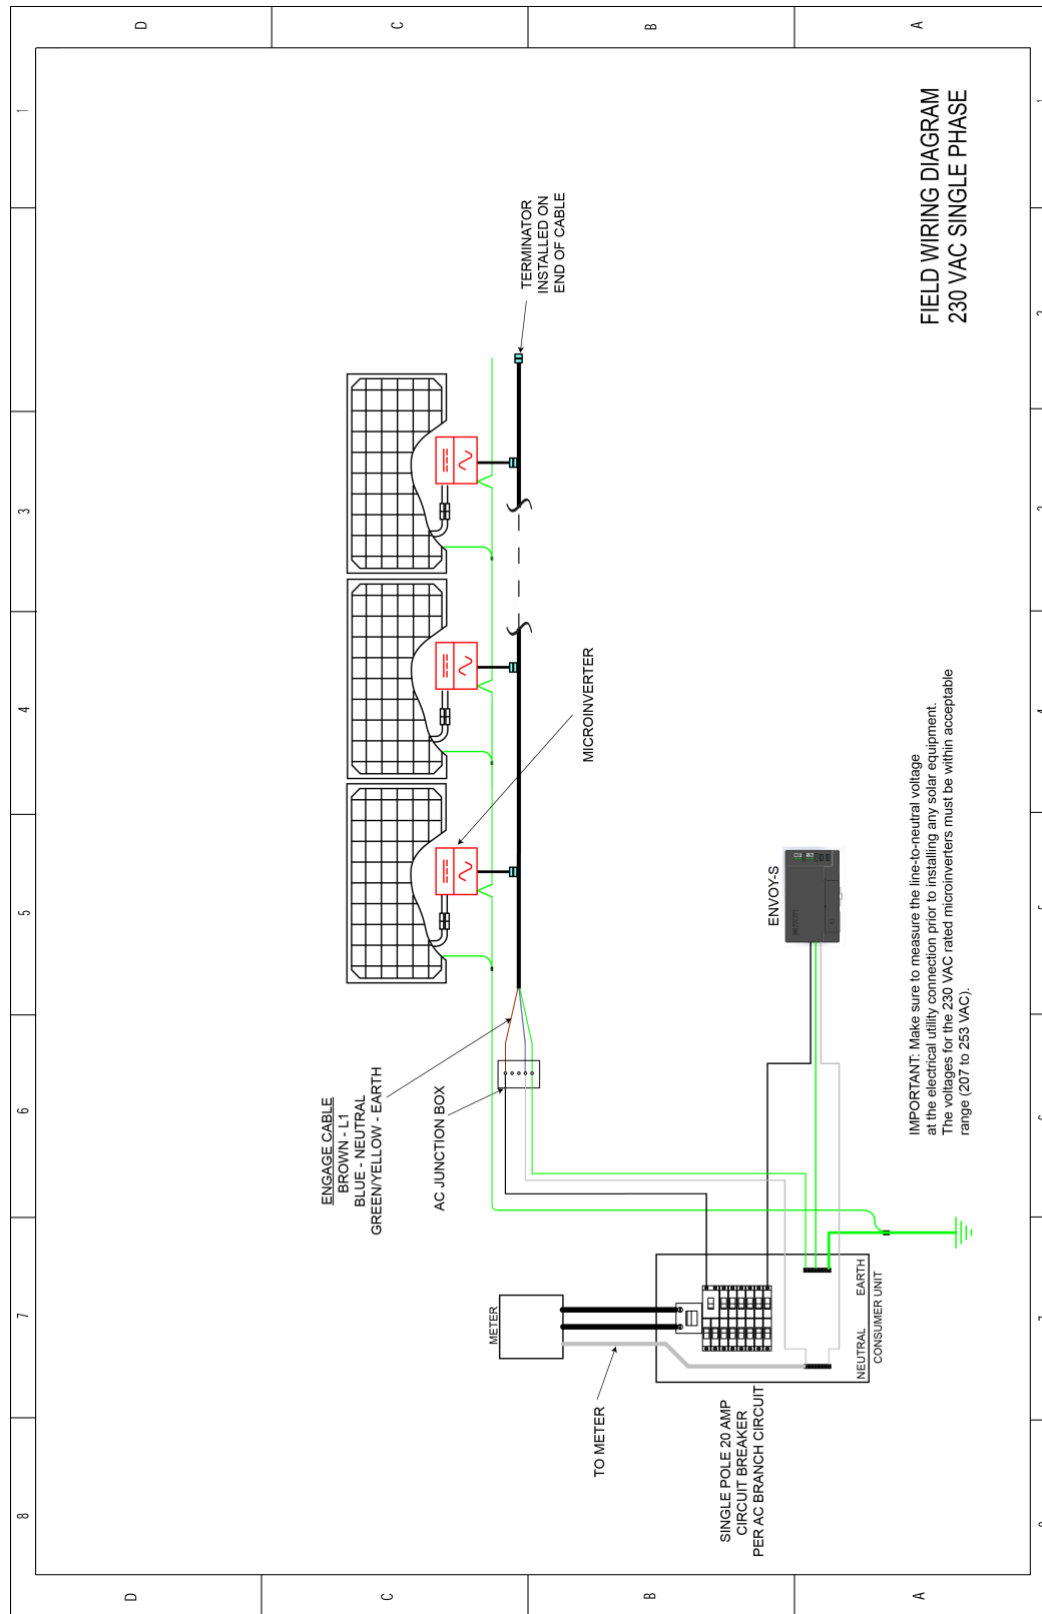 8
7
6
5
4
3
2
1
D
D
C
C
B
B
A
A
ENGAGE CABLE
BROWN - L1
BLUE - NEUTRAL
GREEN/YELLOW - EARTH
AC JUNCTION BOX
METER
TO METER
SINGLE POLE 20 AMP
CIRCUIT BREAKER
PER AC BRANCH CIRCUIT
NEUTRAL
EARTH
CONSUMER UNIT
MICROINVERTER
ENVOY-S
TERMINATOR
INSTALLED ON
END OF CABLE
IMPORTANT: Make sure to measure the line-to-neutral voltage
at the electrical utility connection prior to installing any solar equipment.
The voltages for the 230 VAC rated microinverters must be within acceptable
range (207 to 253 VAC).
FIELD WIRING DIAGRAM
230 VAC SINGLE PHASE